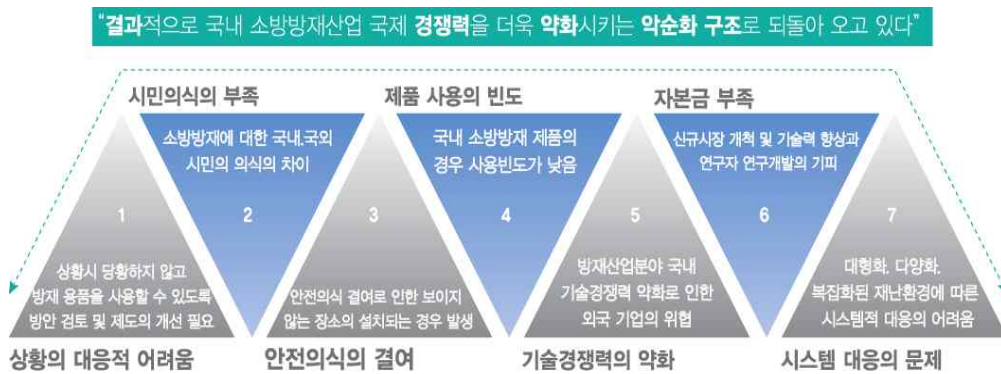 “결과적으로 국내 소방방재산업 국제 경쟁력을 더욱 약화시키는 악순화 구조로 되돌아 오고 있다”
시민의식의 부족
제품 사용의 빈도
자본금 부족
소방방재에 대한 국내.국외
시민의 의식의 차이
국내 소방방재 제품의
경우 사용빈도가 낮음
신규시장 개척 및 기술력 향상과
연구자 연구개발의 기피
1
2
3
4
5
6
7
상황시 당황하지 않고
방재 용품을 사용할 수 있도록
방안 검토 및 제도의 개선 필요
안전의식 결여로 인한 보이지
않는 장소의 설치되는 경우 발생
방재산업분야 국내
기술경쟁력 약화로 인한
외국 기업의 위협
대형화, 다양화,
복잡화된 재난환경에 따른
시스템적 대응의 어려움
상황의 대응적 어려움
안전의식의 결여
기술경쟁력의 약화
시스템 대응의 문제